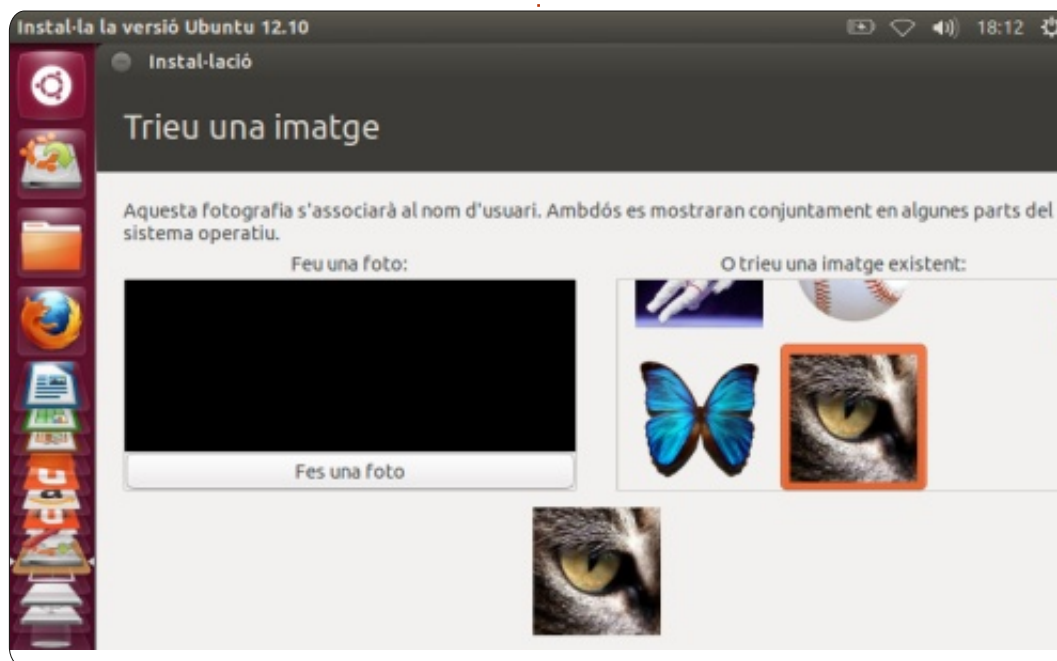 Instal·la la versió Ubuntu 12.10
18:12
Instal·lació
Trieu una imatge
Aquesta fotografia s'associarà al nom d'usuari. Ambdós es mostraran conjuntament en algunes parts del
sistema operatiu.
Feu una foto:
O trieu una imatge existent:
Fes una foto